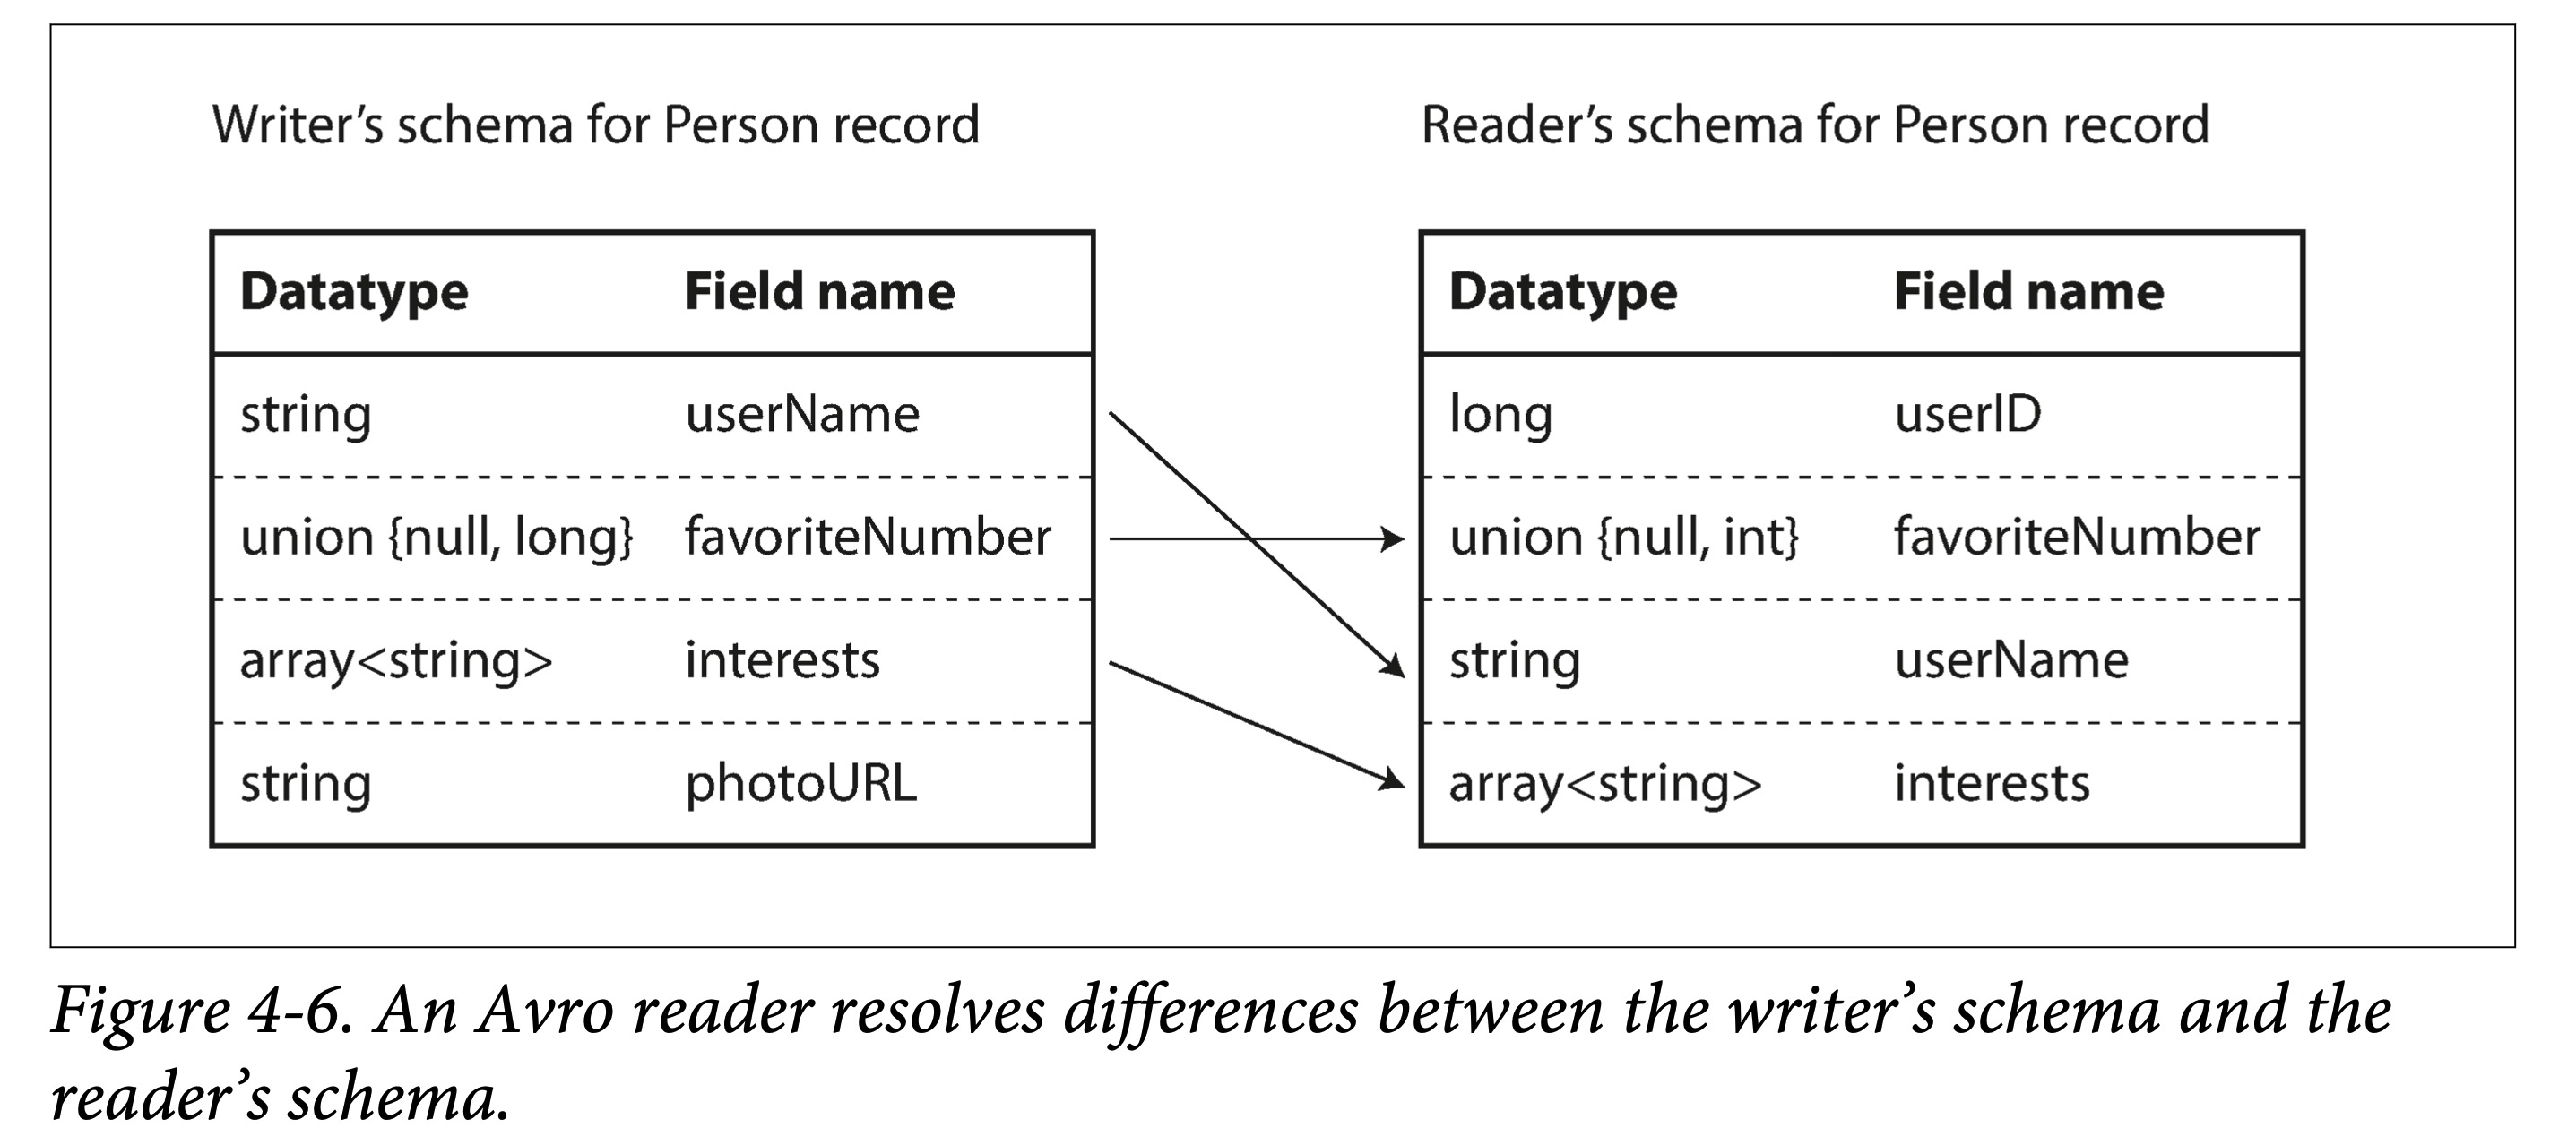 Writer’s schema for Person record
Reader’s schema for Person record
Datatype Field name
string userName
union {null, long} favoriteNumber
array<string> interests
string photoURL
Datatype Field name
long userID
union {null, int} favoriteNumber
string userName
array<string> interests
Figure 4-6. An Avro reader resolves differences between the writer’s schema and the
reader’s schema.